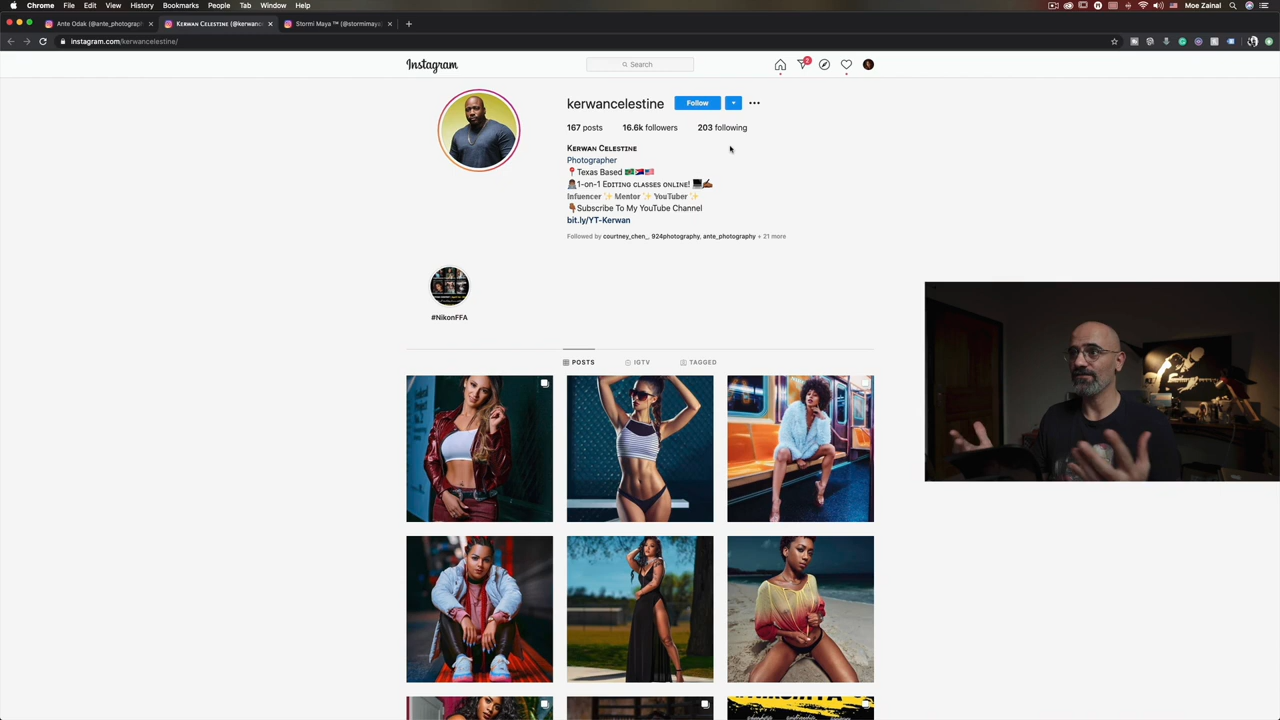 Chrome File Edit View History Bookmarks People Tab Window Help
Moe Zainal
Ante Odak (@ante_photograph
Kerwan Celestine (@kerwanc
Stormi Maya ™ (@stormimaya
instagram.com/kerwancelestine/
Instagram
Search
2
kerwancelestine
Follow
167 posts 16.6k followers 203 following
Kerwan Celestine
Photographer
📍Texas Based
1-on-1 Editing classes online!
Infuencer ✨ Mentor ✨ YouTuber ✨
Subscribe To My YouTube Channel
bit.ly/YT-Kerwan
Followed by courtney_chen_, 924photography, ante_photography + 21 more
#NikonFFA
POSTS IGTV TAGGED